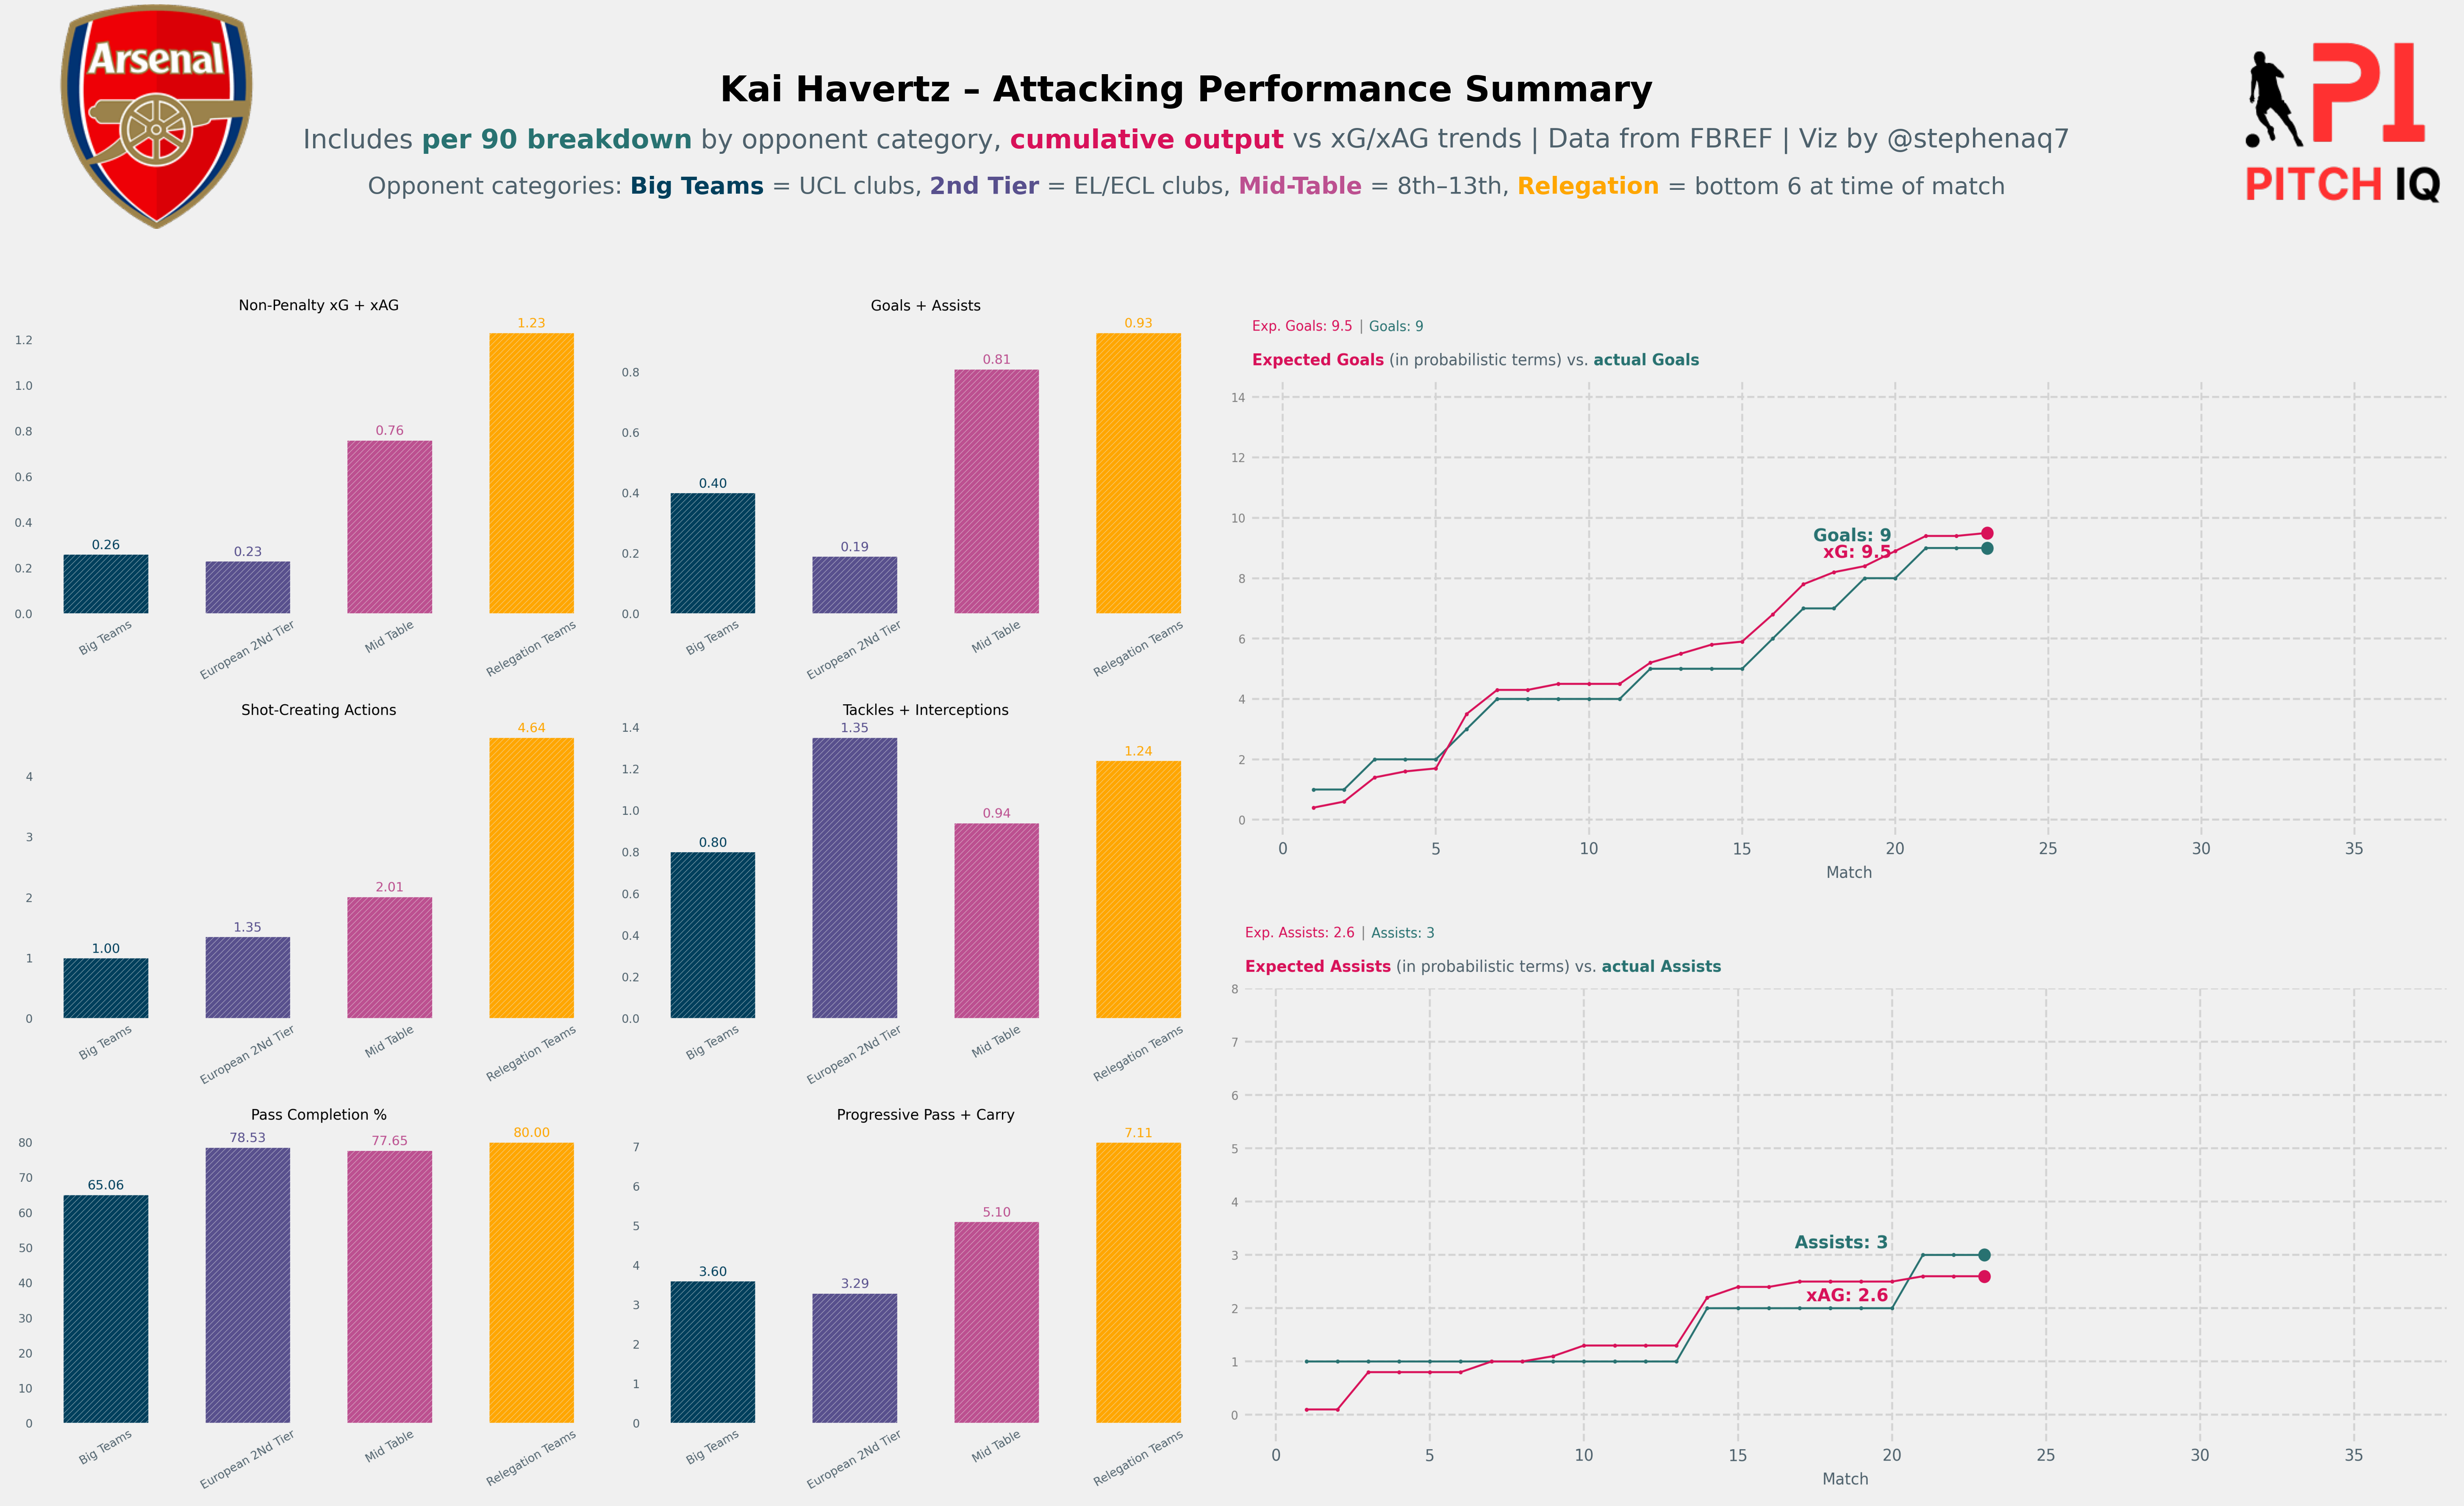 Arsenal
Kai Havertz – Attacking Performance Summary
Includes per 90 breakdown by opponent category, cumulative output vs xG/xAG trends | Data from FBREF | Viz by @stephenaq7
Opponent categories: Big Teams = UCL clubs, 2nd Tier = EL/ECL clubs, Mid-Table = 8th–13th, Relegation = bottom 6 at time of match
PI
PITCH IQ
Non-Penalty xG + xAG
1.2
1.0
0.8
0.6
0.4
0.2
0.0
0.26
0.23
0.76
1.23
Big Teams
European 2Nd Tier
Mid Table
Relegation Teams
Goals + Assists
0.8
0.6
0.4
0.2
0.0
0.40
0.19
0.81
0.93
Big Teams
European 2Nd Tier
Mid Table
Relegation Teams
Shot-Creating Actions
4
3
2
1
0
1.00
1.35
2.01
4.64
Big Teams
European 2Nd Tier
Mid Table
Relegation Teams
Tackles + Interceptions
1.4
1.2
1.0
0.8
0.6
0.4
0.2
0.0
0.80
1.35
0.94
1.24
Big Teams
European 2Nd Tier
Mid Table
Relegation Teams
Pass Completion %
80
70
60
50
40
30
20
10
0
65.06
78.53
77.65
80.00
Big Teams
European 2Nd Tier
Mid Table
Relegation Teams
Progressive Pass + Carry
7
6
5
4
3
2
1
0
3.60
3.29
5.10
7.11
Big Teams
European 2Nd Tier
Mid Table
Relegation Teams
Exp. Goals: 9.5 | Goals: 9
Expected Goals (in probabilistic terms) vs. actual Goals
14
12
10
8
6
4
2
0
Goals: 9
xG: 9.5
0 5 10 15 20 25 30 35
Match
Exp. Assists: 2.6 | Assists: 3
Expected Assists (in probabilistic terms) vs. actual Assists
8
7
6
5
4
3
2
1
0
Assists: 3
xAG: 2.6
0 5 10 15 20 25 30 35
Match